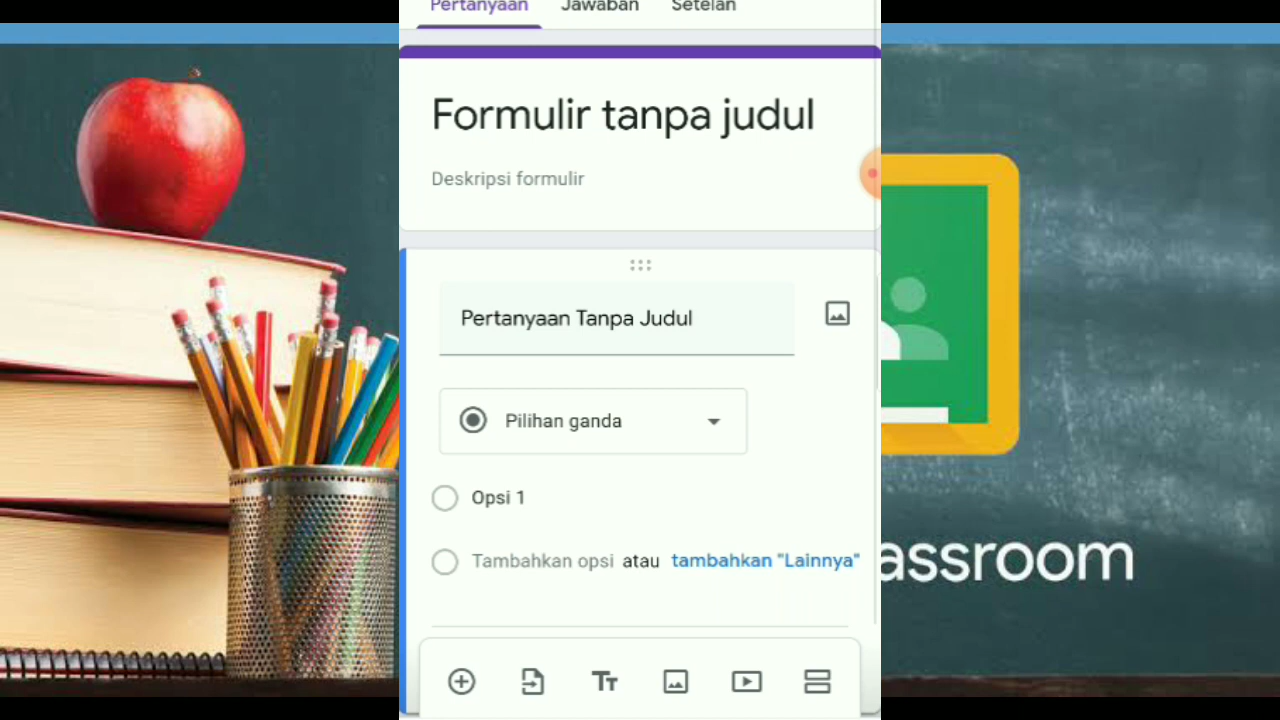 Pertanyaan Jawaban Setelan
Formulir tanpa judul
Deskripsi formulir
Pertanyaan Tanpa Judul
Pilihan ganda
Opsi 1
Tambahkan opsi atau tambahkan "Lainnya"
assroom